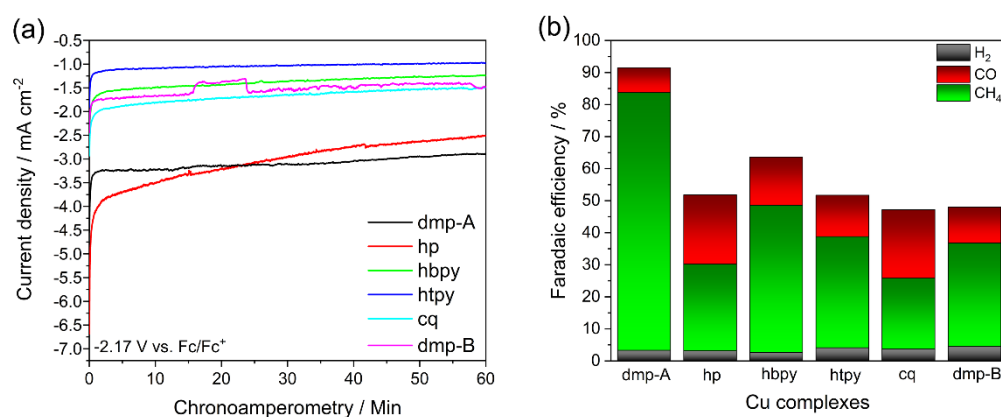 (a)
-0.5
-1.0
-1.5
-2.0
-2.5
-3.0
-3.5
-4.0
-4.5
-5.0
-5.5
-6.0
-6.5
-7.0
Current density / mA cm⁻²
dmp-A
hp
hbpy
htpy
cq
dmp-B
-2.17 V vs. Fc/Fc⁺
0 10 20 30 40 50 60
Chronoamperometry / Min
(b)
100
90
80
70
60
50
40
30
20
10
0
Faradaic efficiency / %
H₂
CO
CH₄
dmp-A hp hbpy htpy cq dmp-B
Cu complexes